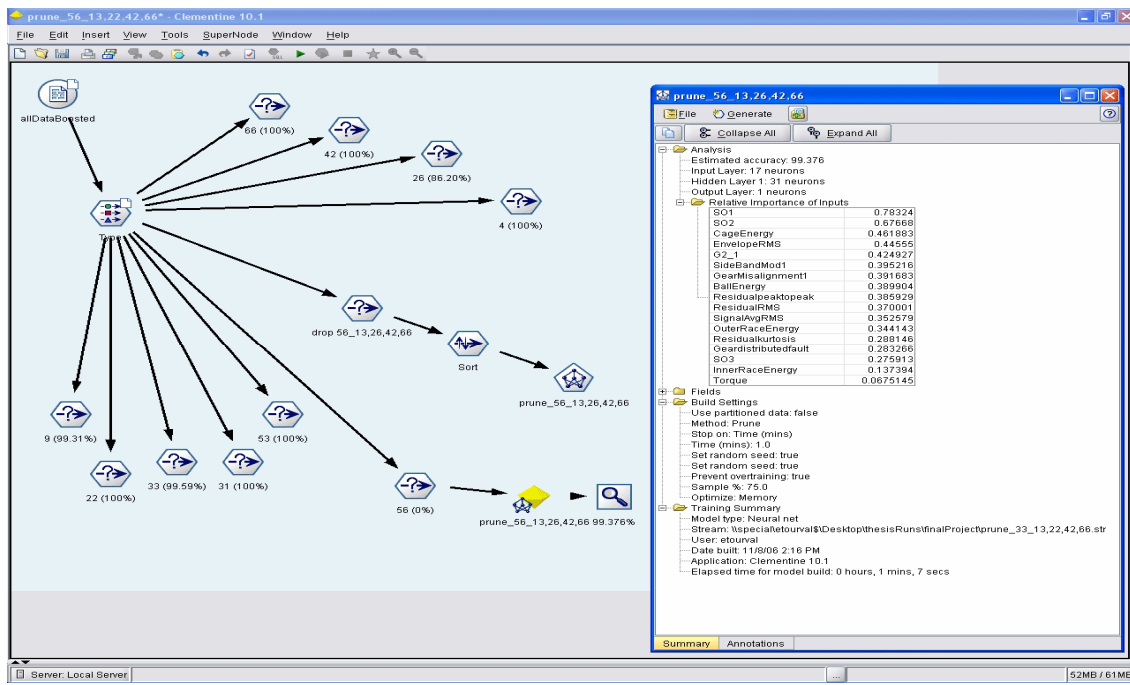 prune_56_13,22,42,66* - Clementine 10.1
File Edit Insert View Tools SuperNode Window Help
allDataBoosted
66 (100%)
42 (100%)
26 (86.20%)
4 (100%)
Type
drop 56_13,26,42,66
Sort
prune_56_13,26,42,66
9 (99.31%)
22 (100%)
33 (99.59%)
31 (100%)
53 (100%)
56 (0%)
prune_56_13,26,42,66 99.376%
prune_56_13,26,42,66
File Generate
Collapse All Expand All
Analysis
Estimated accuracy: 99.376
Input Layer: 17 neurons
Hidden Layer 1: 31 neurons
Output Layer: 1 neurons
Relative Importance of Inputs
SO1 0.78324
SO2 0.67668
CageEnergy 0.461883
EnvelopeRMS 0.44555
G2_1 0.424927
SideBandMod1 0.395216
GearMisalignment1 0.391683
BallEnergy 0.389904
Residualpeaktopeak 0.385929
ResidualRMS 0.370001
SignalAvgRMS 0.352579
OuterRaceEnergy 0.344143
Residualkurtosis 0.288146
Geardistributedfault 0.283266
SO3 0.275913
InnerRaceEnergy 0.137394
Torque 0.0675145
Fields
Build Settings
Use partitioned data: false
Method: Prune
Stop on: Time (mins)
Time (mins): 1.0
Set random seed: true
Set random seed: true
Prevent overtraining: true
Sample %: 75.0
Optimize: Memory
Training Summary
Model type: Neural net
Stream: \\special\etourval$\Desktop\thesisRuns\finalProject\prune_33_13,22,42,66.str
User: etourval
Date built: 11/8/06 2:16 PM
Application: Clementine 10.1
Elapsed time for model build: 0 hours, 1 mins, 7 secs
Summary Annotations
Server: Local Server
...
52MB / 61MB